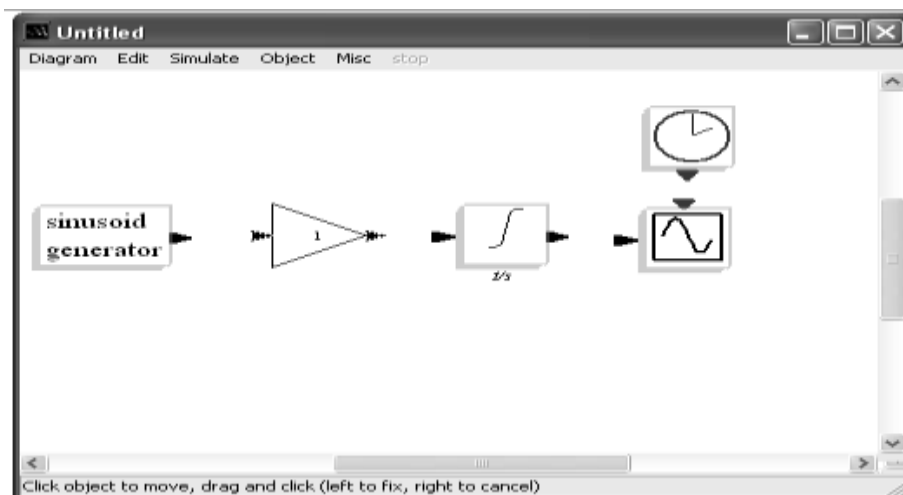 Untitled
Diagram Edit Simulate Object Misc stop
sinusoid
generator
1
1/s
Click object to move, drag and click (left to fix, right to cancel)